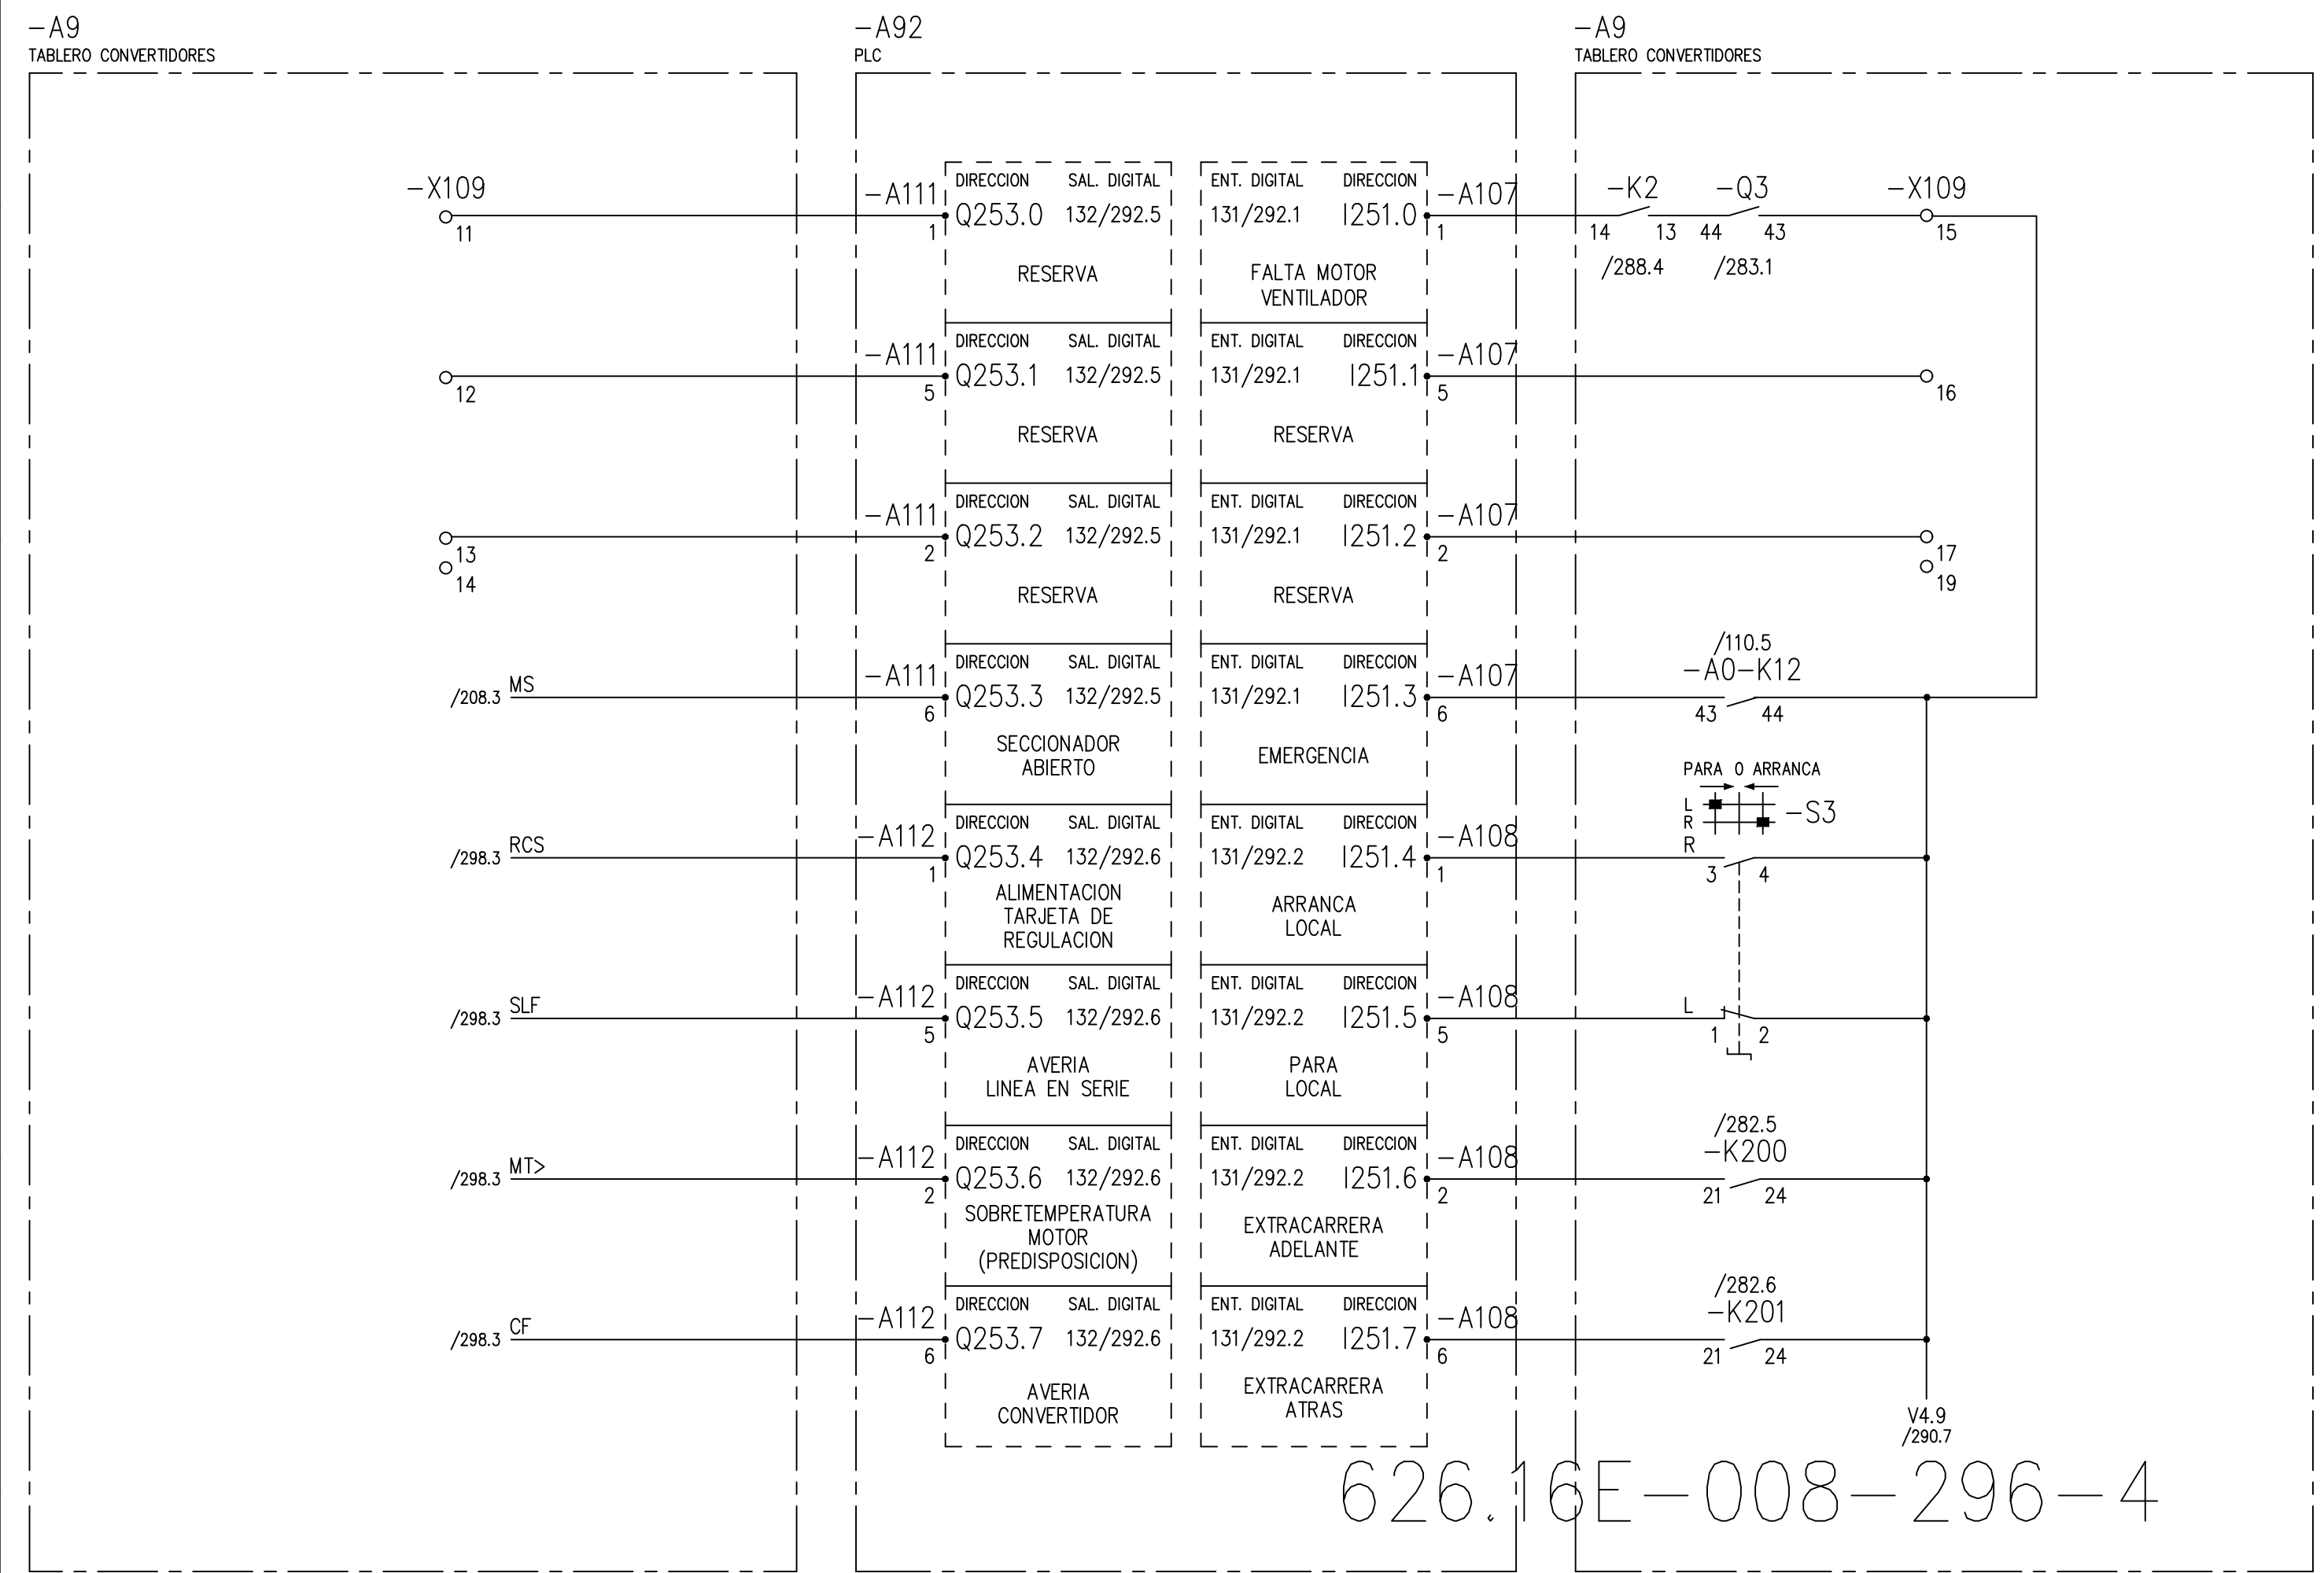 -A9
TABLERO CONVERTIDORES
-A92
PLC
-A9
TABLERO CONVERTIDORES
-X109
11
-A111
1
DIRECCION SAL. DIGITAL
Q253.0 132/292.5
RESERVA
ENT. DIGITAL DIRECCION
131/292.1 I251.0
FALTA MOTOR
VENTILADOR
-A107
1
-K2
14 13
/288.4
-Q3
44 43
/283.1
-X109
15
12
-A111
5
DIRECCION SAL. DIGITAL
Q253.1 132/292.5
RESERVA
ENT. DIGITAL DIRECCION
131/292.1 I251.1
RESERVA
-A107
5
16
13
14
-A111
2
DIRECCION SAL. DIGITAL
Q253.2 132/292.5
RESERVA
ENT. DIGITAL DIRECCION
131/292.1 I251.2
RESERVA
-A107
2
17
19
/208.3 MS
-A111
6
DIRECCION SAL. DIGITAL
Q253.3 132/292.5
SECCIONADOR
ABIERTO
ENT. DIGITAL DIRECCION
131/292.1 I251.3
EMERGENCIA
-A107
6
/110.5
-A0-K12
43 44
PARA 0 ARRANCA
L
R
-S3
/298.3 RCS
-A112
1
DIRECCION SAL. DIGITAL
Q253.4 132/292.6
ALIMENTACION
TARJETA DE
REGULACION
ENT. DIGITAL DIRECCION
131/292.2 I251.4
ARRANCA
LOCAL
-A108
1
R
3 4
/298.3 SLF
-A112
5
DIRECCION SAL. DIGITAL
Q253.5 132/292.6
AVERIA
LINEA EN SERIE
ENT. DIGITAL DIRECCION
131/292.2 I251.5
PARA
LOCAL
-A108
5
L
1 2
/298.3 MT>
-A112
2
DIRECCION SAL. DIGITAL
Q253.6 132/292.6
SOBRETEMPERATURA
MOTOR
(PREDISPOSICION)
ENT. DIGITAL DIRECCION
131/292.2 I251.6
EXTRACARRERA
ADELANTE
-A108
2
/282.5
-K200
21 24
/298.3 CF
-A112
6
DIRECCION SAL. DIGITAL
Q253.7 132/292.6
AVERIA
CONVERTIDOR
ENT. DIGITAL DIRECCION
131/292.2 I251.7
EXTRACARRERA
ATRAS
-A108
6
/282.6
-K201
21 24
V4.9
/290.7
626.16E-008-296-4